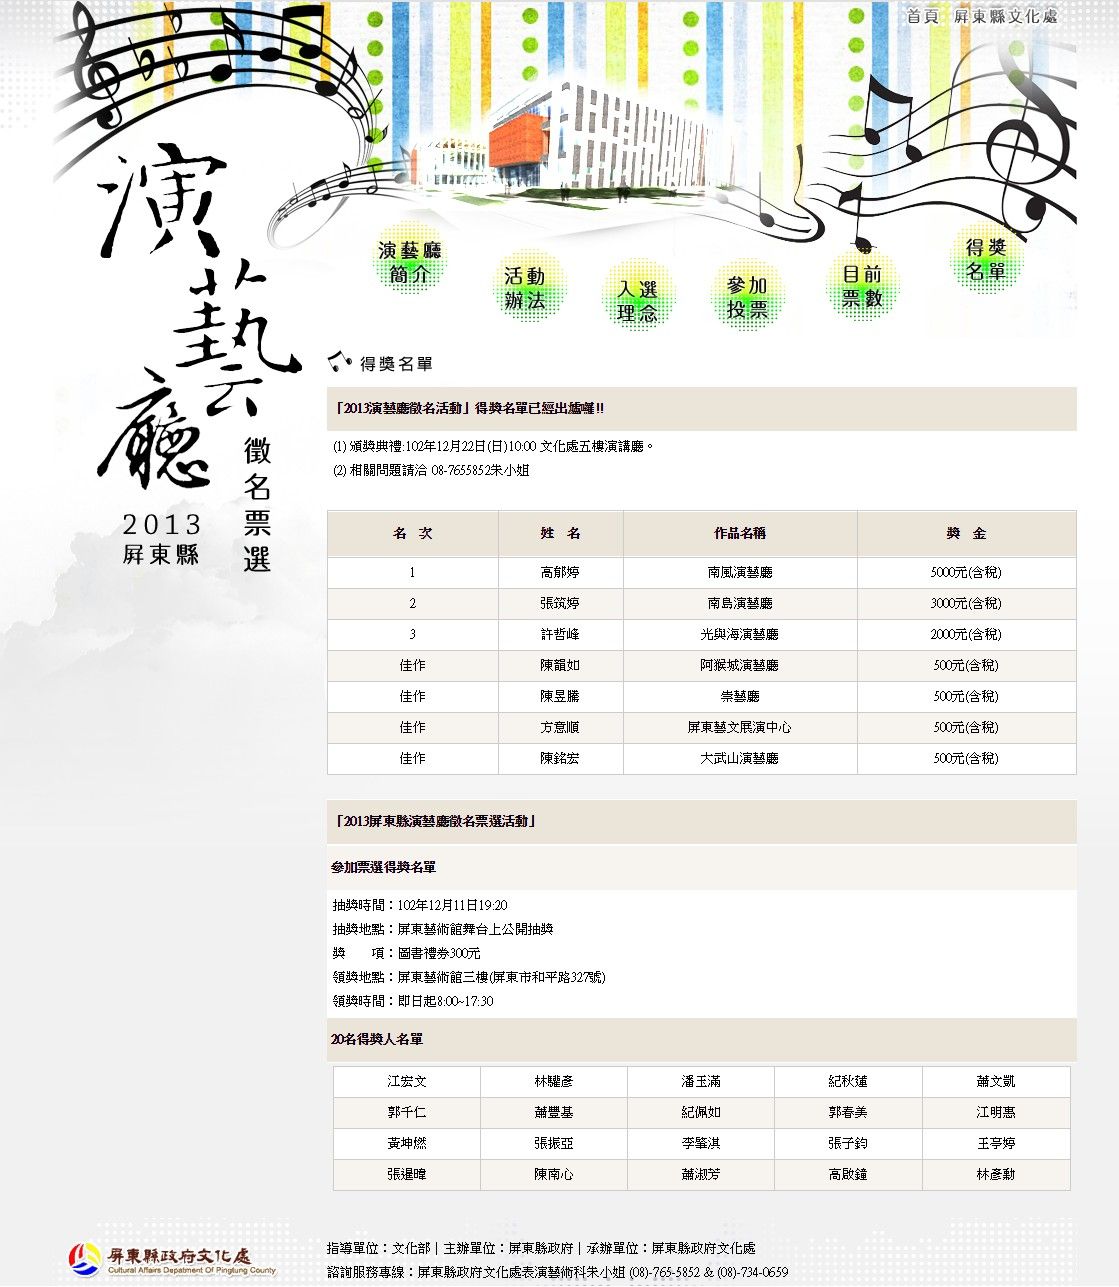 首頁 屏東縣文化處
演藝廳
徵名票選
2013
屏東縣
演藝廳簡介
活動辦法
入選理念
參加投票
目前票數
得獎名單
得獎名單
「2013演藝廳徵名活動」得獎名單已經出爐囉!!
(1) 頒獎典禮:102年12月22日(日)10:00 文化處五樓演講廳。
(2) 相關問題請洽 08-7655852朱小姐
名 次 姓 名 作品名稱 獎 金
1 高郁婷 南風演藝廳 5000元(含稅)
2 張筑婷 南島演藝廳 3000元(含稅)
3 許哲峰 光與海演藝廳 2000元(含稅)
佳作 陳韻如 阿猴城演藝廳 500元(含稅)
佳作 陳昱騰 崇藝廳 500元(含稅)
佳作 方意順 屏東藝文展演中心 500元(含稅)
佳作 陳銘宏 大武山演藝廳 500元(含稅)
「2013屏東縣演藝廳徵名票選活動」
參加票選得獎名單
抽獎時間：102年12月11日19:20
抽獎地點：屏東藝術館舞台上公開抽獎
獎　　項：圖書禮券300元
領獎地點：屏東藝術館三樓(屏東市和平路327號)
領獎時間：即日起8:00~17:30
20名得獎人名單
江宏文 林驩彥 潘玉滿 紀秋蓮 蕭文凱
郭千仁 蕭豐基 紀佩如 郭春美 江明惠
黃坤燃 張振亞 李肇淇 張子鈞 王亭婷
張暹暐 陳南心 蕭淑芳 高啟鐘 林彥勳
屏東縣政府文化處
Cultural Affairs Depatment Of Pingtung County
指導單位：文化部 | 主辦單位：屏東縣政府 | 承辦單位：屏東縣政府文化處
諮詢服務專線：屏東縣政府文化處表演藝術科朱小姐 (08)-765-5852 & (08)-734-0659